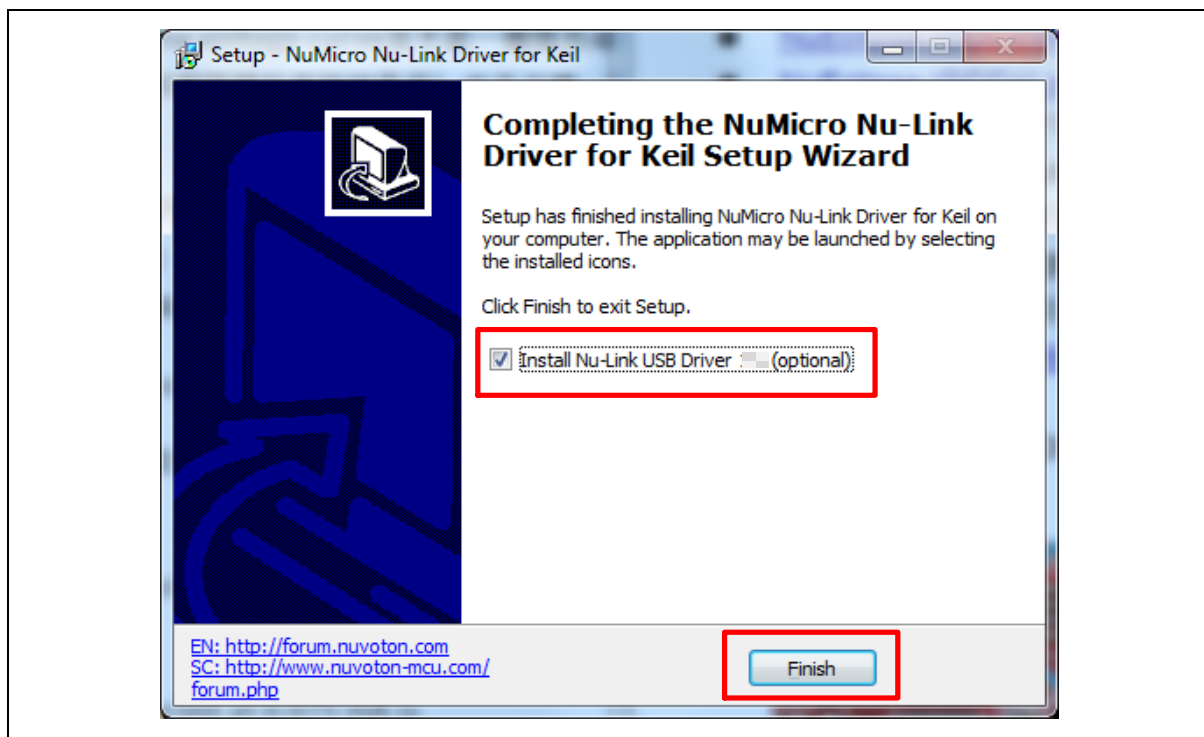 Setup - NuMicro Nu-Link Driver for Keil
Completing the NuMicro Nu-Link
Driver for Keil Setup Wizard
Setup has finished installing NuMicro Nu-Link Driver for Keil on
your computer. The application may be launched by selecting
the installed icons.
Click Finish to exit Setup.
Install Nu-Link USB Driver (optional)
EN: http://forum.nuvoton.com
SC: http://www.nuvoton-mcu.com/
forum.php
Finish